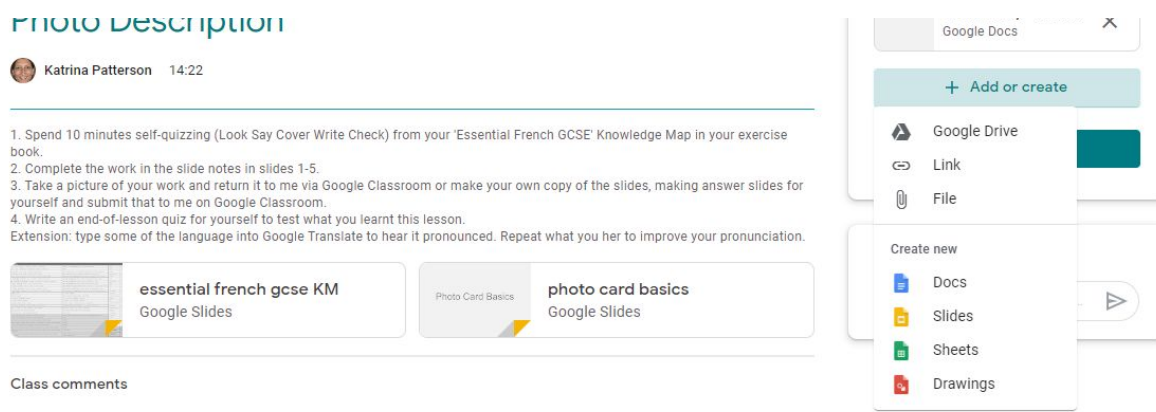 Photo Description
Katrina Patterson 14:22
1. Spend 10 minutes self-quizzing (Look Say Cover Write Check) from your 'Essential French GCSE' Knowledge Map in your exercise
book.
2. Complete the work in the slide notes in slides 1-5.
3. Take a picture of your work and return it to me via Google Classroom or make your own copy of the slides, making answer slides for
yourself and submit that to me on Google Classroom.
4. Write an end-of-lesson quiz for yourself to test what you learnt this lesson.
Extension: type some of the language into Google Translate to hear it pronounced. Repeat what you her to improve your pronunciation.
essential french gcse KM
Google Slides
Photo Card Basics
photo card basics
Google Slides
Class comments
Google Docs
+ Add or create
Google Drive
Link
File
Create new
Docs
Slides
Sheets
Drawings